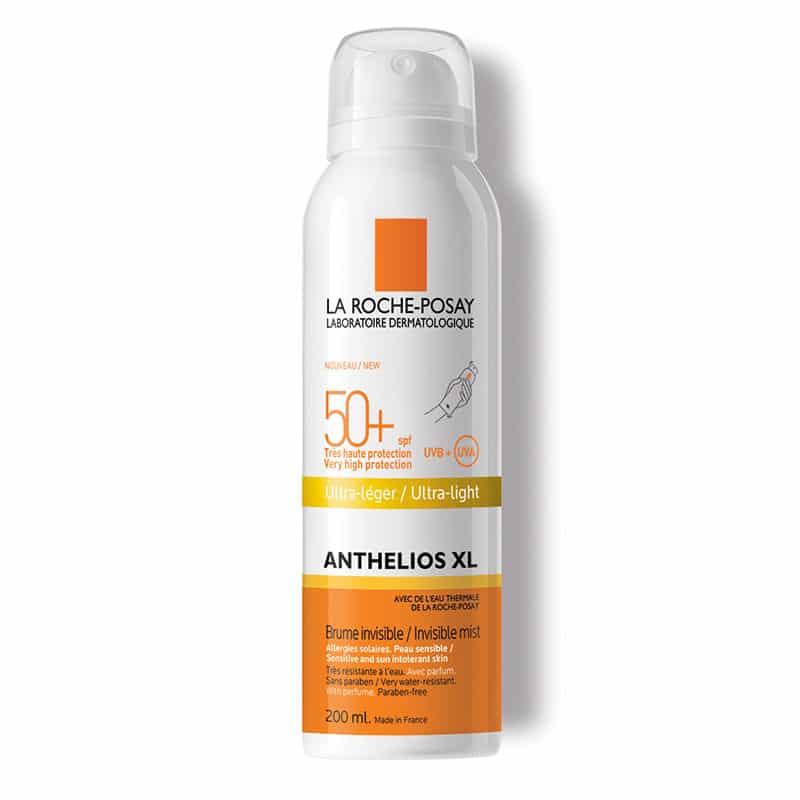 LA ROCHE-POSAY
LABORATOIRE DERMATOLOGIQUE
NOUVEAU / NEW
50+
spf
Très haute protection
Very high protection
UVB + UVA
Ultra-léger / Ultra-light
ANTHELIOS XL
AVEC DE L'EAU THERMALE
DE LA ROCHE-POSAY
Brume invisible / Invisible mist
Allergies solaires. Peau sensible /
Sensitive and sun intolerant skin
Très résistante à l'eau. Avec parfum.
Sans paraben / Very water-resistant.
With perfume. Paraben-free
200 ml. Made in France